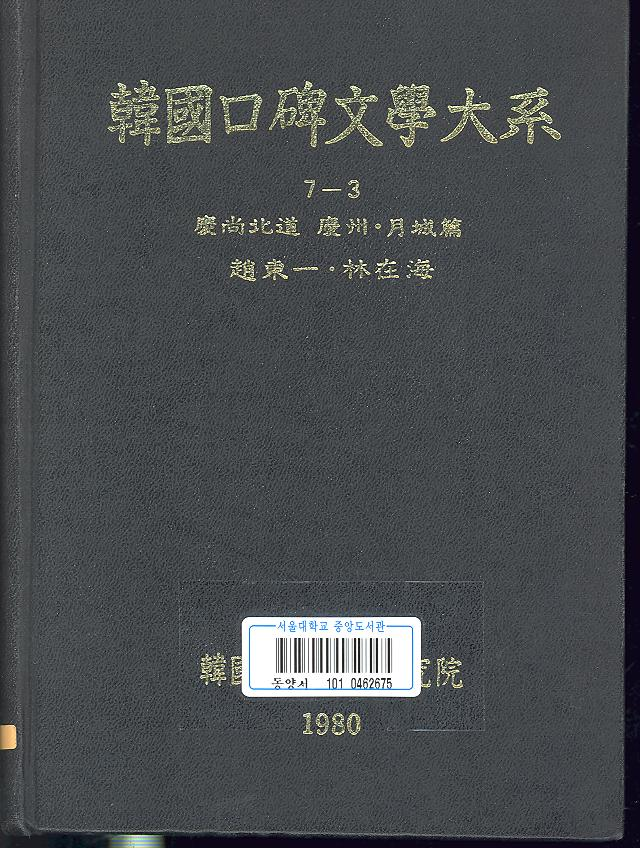 韓國口碑文學大系
7-3
慶尚北道 慶州·月城篇
趙東一·林在海
서울대학교 중앙도서관
동양서 101 0462675
韓 院
1980